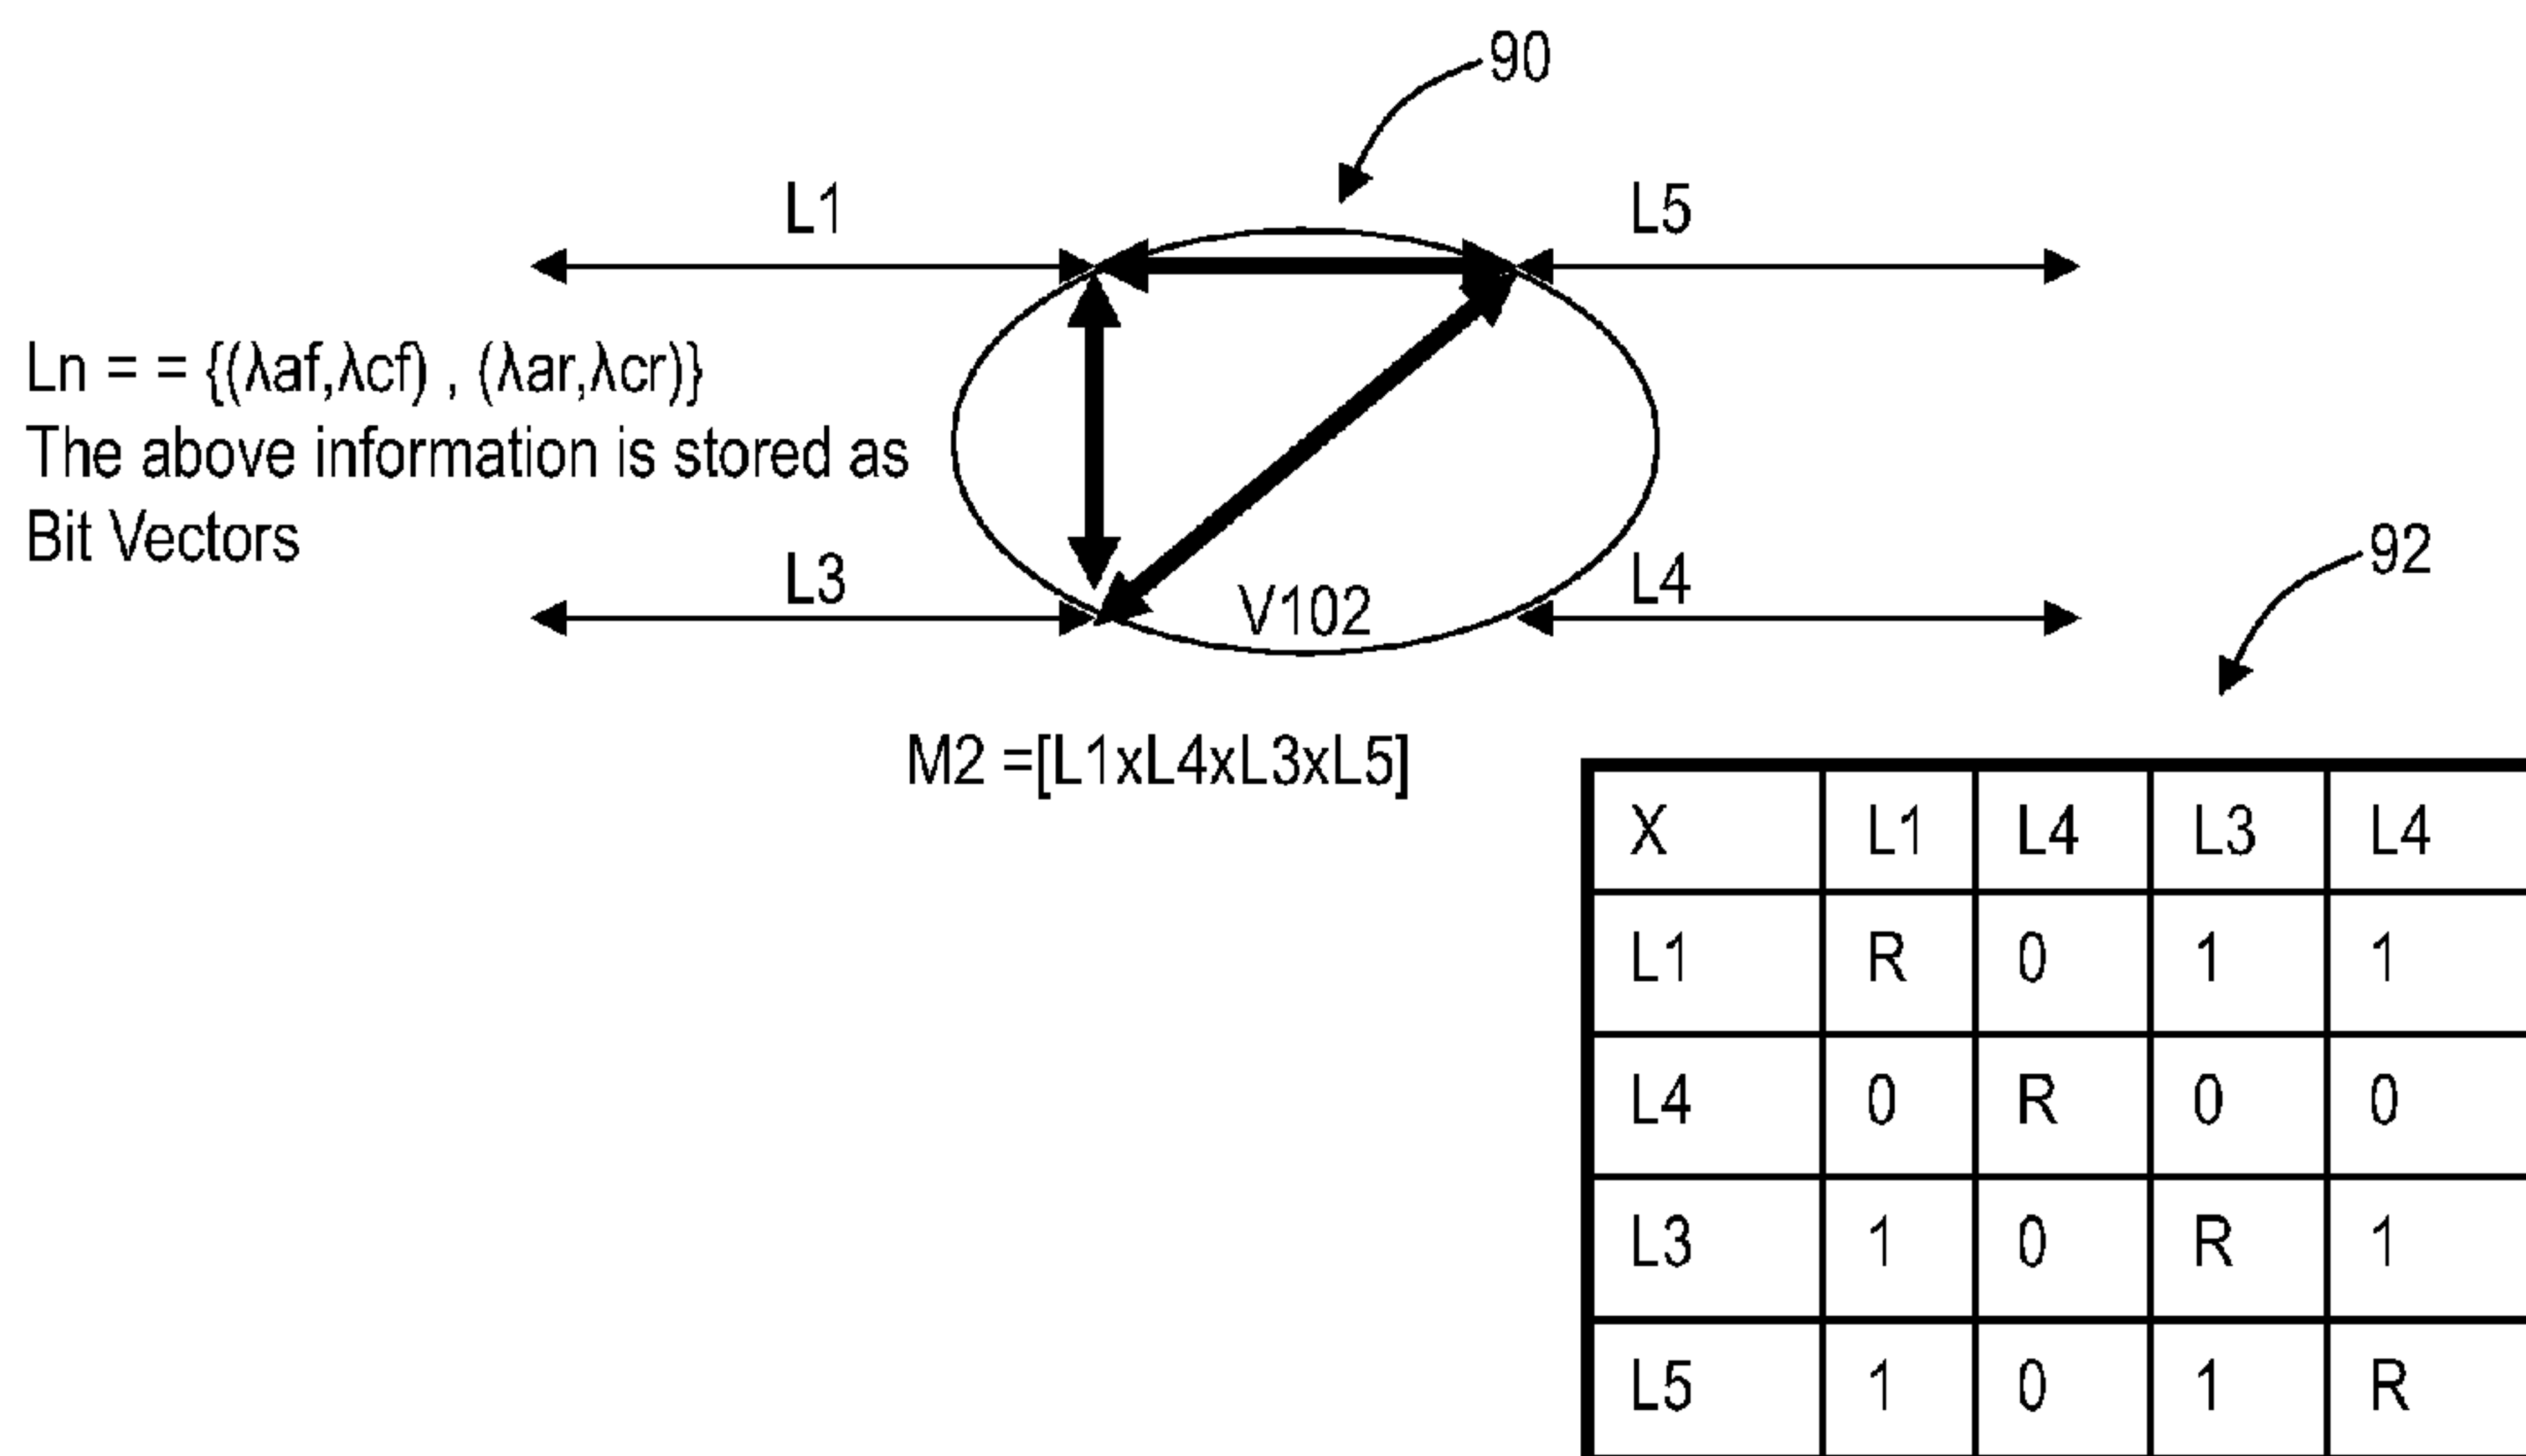 90
L1
L5
Ln = = {(λaf,λcf) , (λar,λcr)}
The above information is stored as
Bit Vectors
L3
V102
L4
92
M2 =[L1xL4xL3xL5]
X L1 L4 L3 L4
L1 R 0 1 1
L4 0 R 0 0
L3 1 0 R 1
L5 1 0 1 R